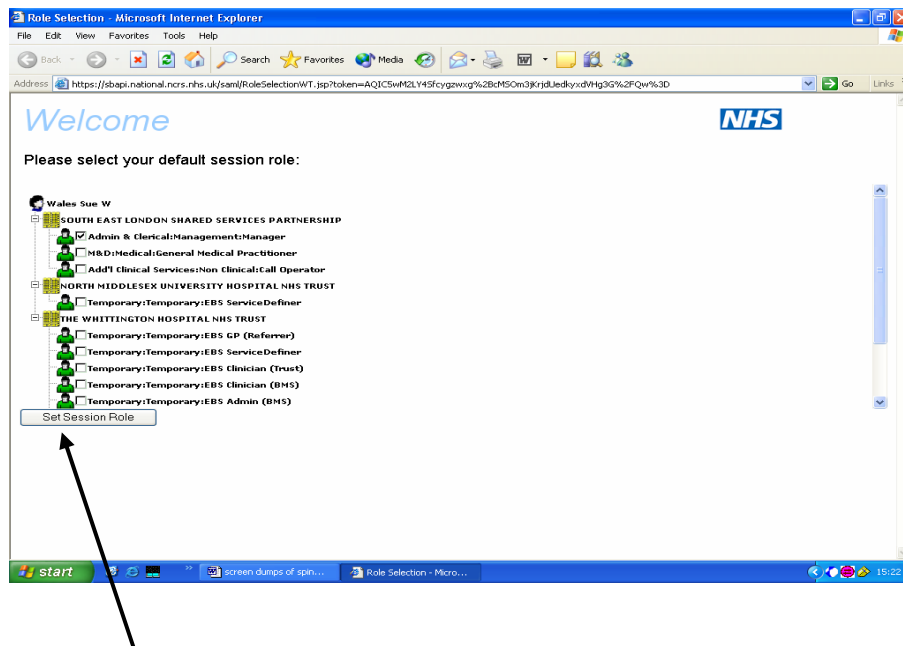 Role Selection - Microsoft Internet Explorer
File Edit View Favorites Tools Help
Back Search Favorites Media
Address https://sbapi.national.ncrs.nhs.uk/saml/RoleSelectionWT.jsp?token= Go Links
Welcome NHS
Please select your default session role:
Wales Sue W
SOUTH EAST LONDON SHARED SERVICES PARTNERSHIP
Admin & Clerical:Management:Manager
M&D:Medical:General Medical Practitioner
Add'l Clinical Services:Non Clinical:Call Operator
NORTH MIDDLESEX UNIVERSITY HOSPITAL NHS TRUST
Temporary:Temporary:EBS ServiceDefiner
THE WHITTINGTON HOSPITAL NHS TRUST
Temporary:Temporary:EBS GP (Referrer)
Temporary:Temporary:EBS ServiceDefiner
Temporary:Temporary:EBS Clinician (Trust)
Temporary:Temporary:EBS Clinician (BMS)
Temporary:Temporary:EBS Admin (BMS)
Set Session Role
start screen dumps of spin... Role Selection - Micro... 15:22